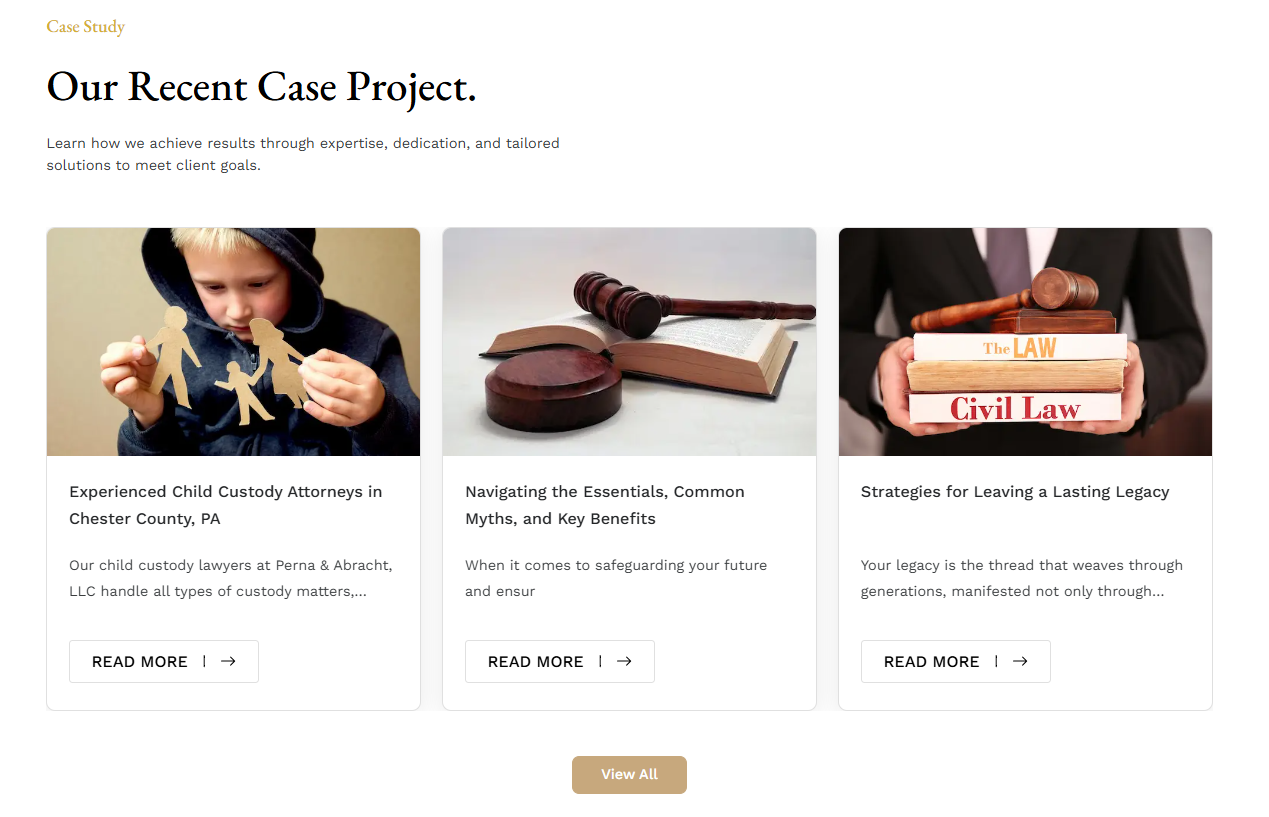 Case Study
Our Recent Case Project.
Learn how we achieve results through expertise, dedication, and tailored
solutions to meet client goals.
The LAW
Civil Law
Experienced Child Custody Attorneys in
Chester County, PA
Our child custody lawyers at Perna & Abracht,
LLC handle all types of custody matters,...
READ MORE | →
Navigating the Essentials, Common
Myths, and Key Benefits
When it comes to safeguarding your future
and ensur
READ MORE | →
Strategies for Leaving a Lasting Legacy
Your legacy is the thread that weaves through
generations, manifested not only through...
READ MORE | →
View All